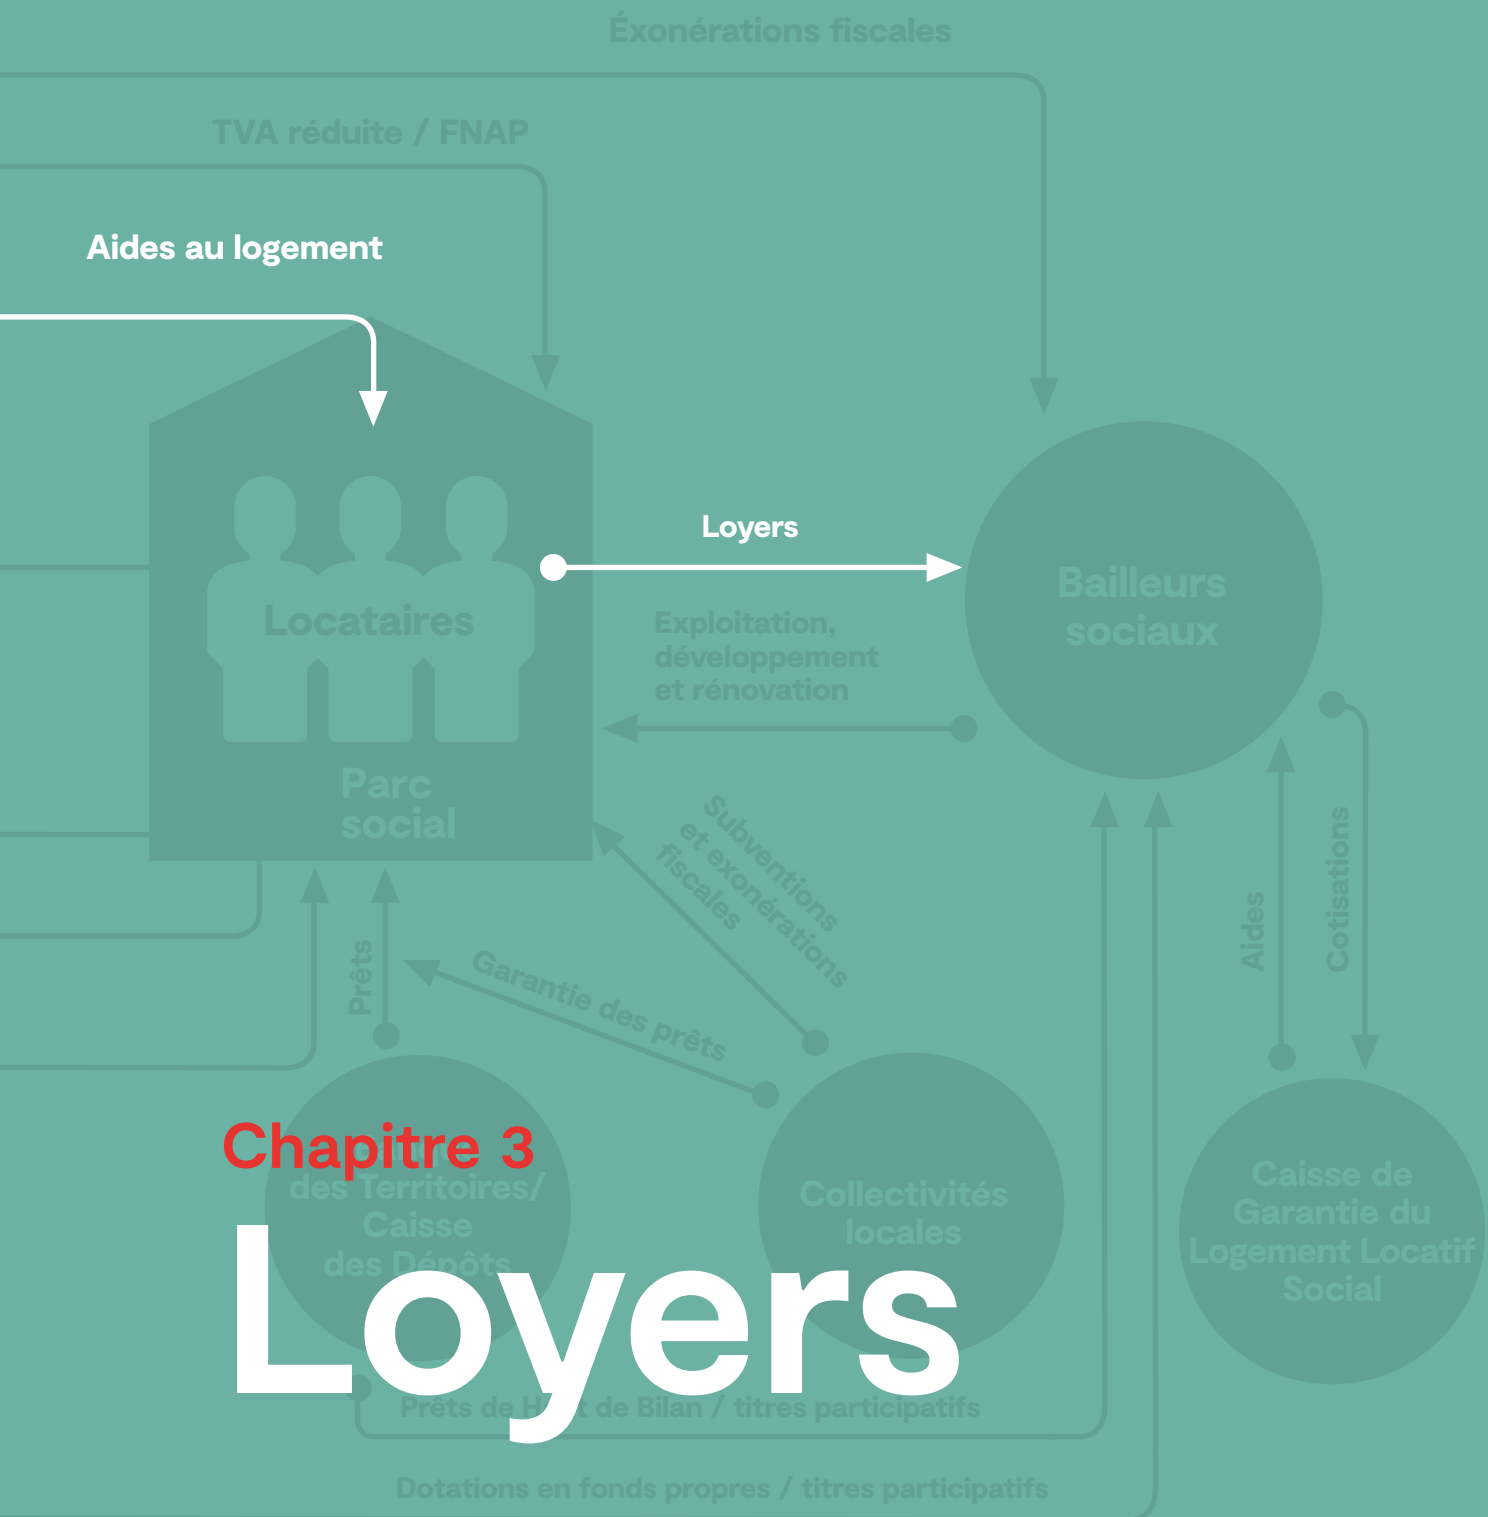 Éxonérations fiscales
TVA réduite / FNAP
Aides au logement
Loyers
Locataires
Bailleurs
sociaux
Exploitation,
développement
et rénovation
Parc
social
Subventions
et exonérations
fiscales
Aides
Cotisations
Prêts
Garantie des prêts
Chapitre 3
des Territoires/
Caisse
des Dépôts
Collectivités
locales
Caisse de
Garantie du
Logement Locatif
Social
Loyers
Prêts de de Bilan / titres participatifs
Dotations en fonds propres / titres participatifs